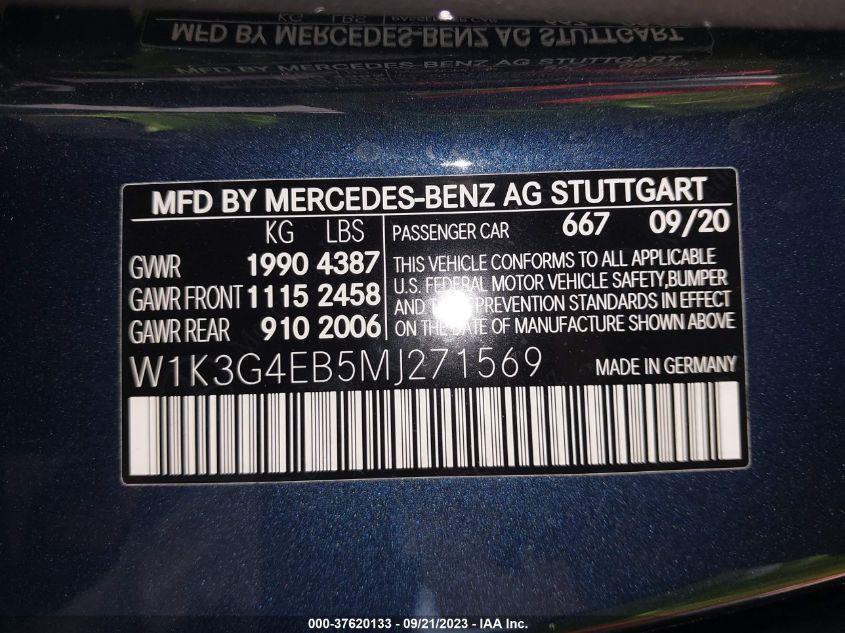 MFD BY MERCEDES-BENZ AG STUTTGART
KG LBS
GVWR 1990 4387
GAWR FRONT 1115 2458
GAWR REAR 910 2006
PASSENGER CAR 667 09/20
THIS VEHICLE CONFORMS TO ALL APPLICABLE
U.S. FEDERAL MOTOR VEHICLE SAFETY,BUMPER
AND PREVENTION STANDARDS IN EFFECT
ON THE DATE OF MANUFACTURE SHOWN ABOVE
W1K3G4EB5MJ271569
MADE IN GERMANY
000-37620133 - 09/21/2023 - IAA Inc.